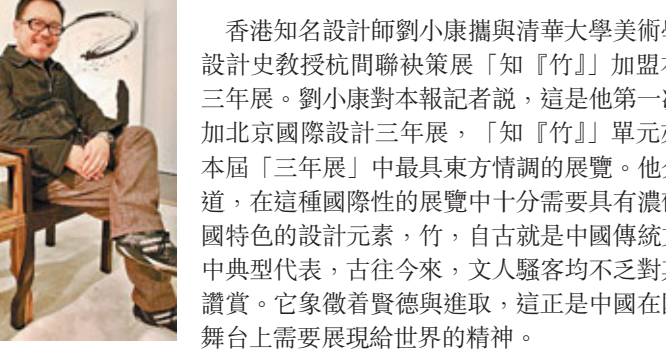 香港知名設計師劉小康攜與清華大學美術學
設計史教授杭間聯袂策展「知『竹』」加盟本
三年展。劉小康對本報記者說，這是他第一次
加北京國際設計三年展，「知『竹』」單元
本屆「三年展」中最具東方情調的展覽。他
道，在這種國際性的展覽中十分需要具有濃
國特色的設計元素，竹，自古就是中國傳統
中典型代表，古往今來，文人騷客均不乏對其
讚賞。它象徵着賢德與進取，這正是中國在國
舞台上需要展現給世界的精神。